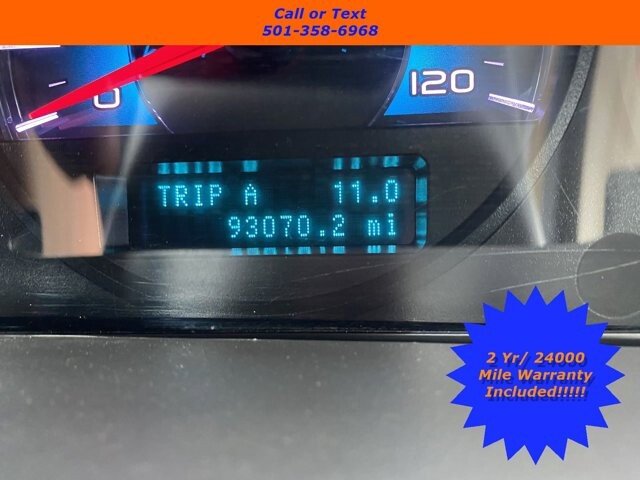 Call or Text
501-358-6968
0 120
TRIP A 11.0
93070.2 mi
2 Yr/ 24000
Mile Warranty
Included!!!!!